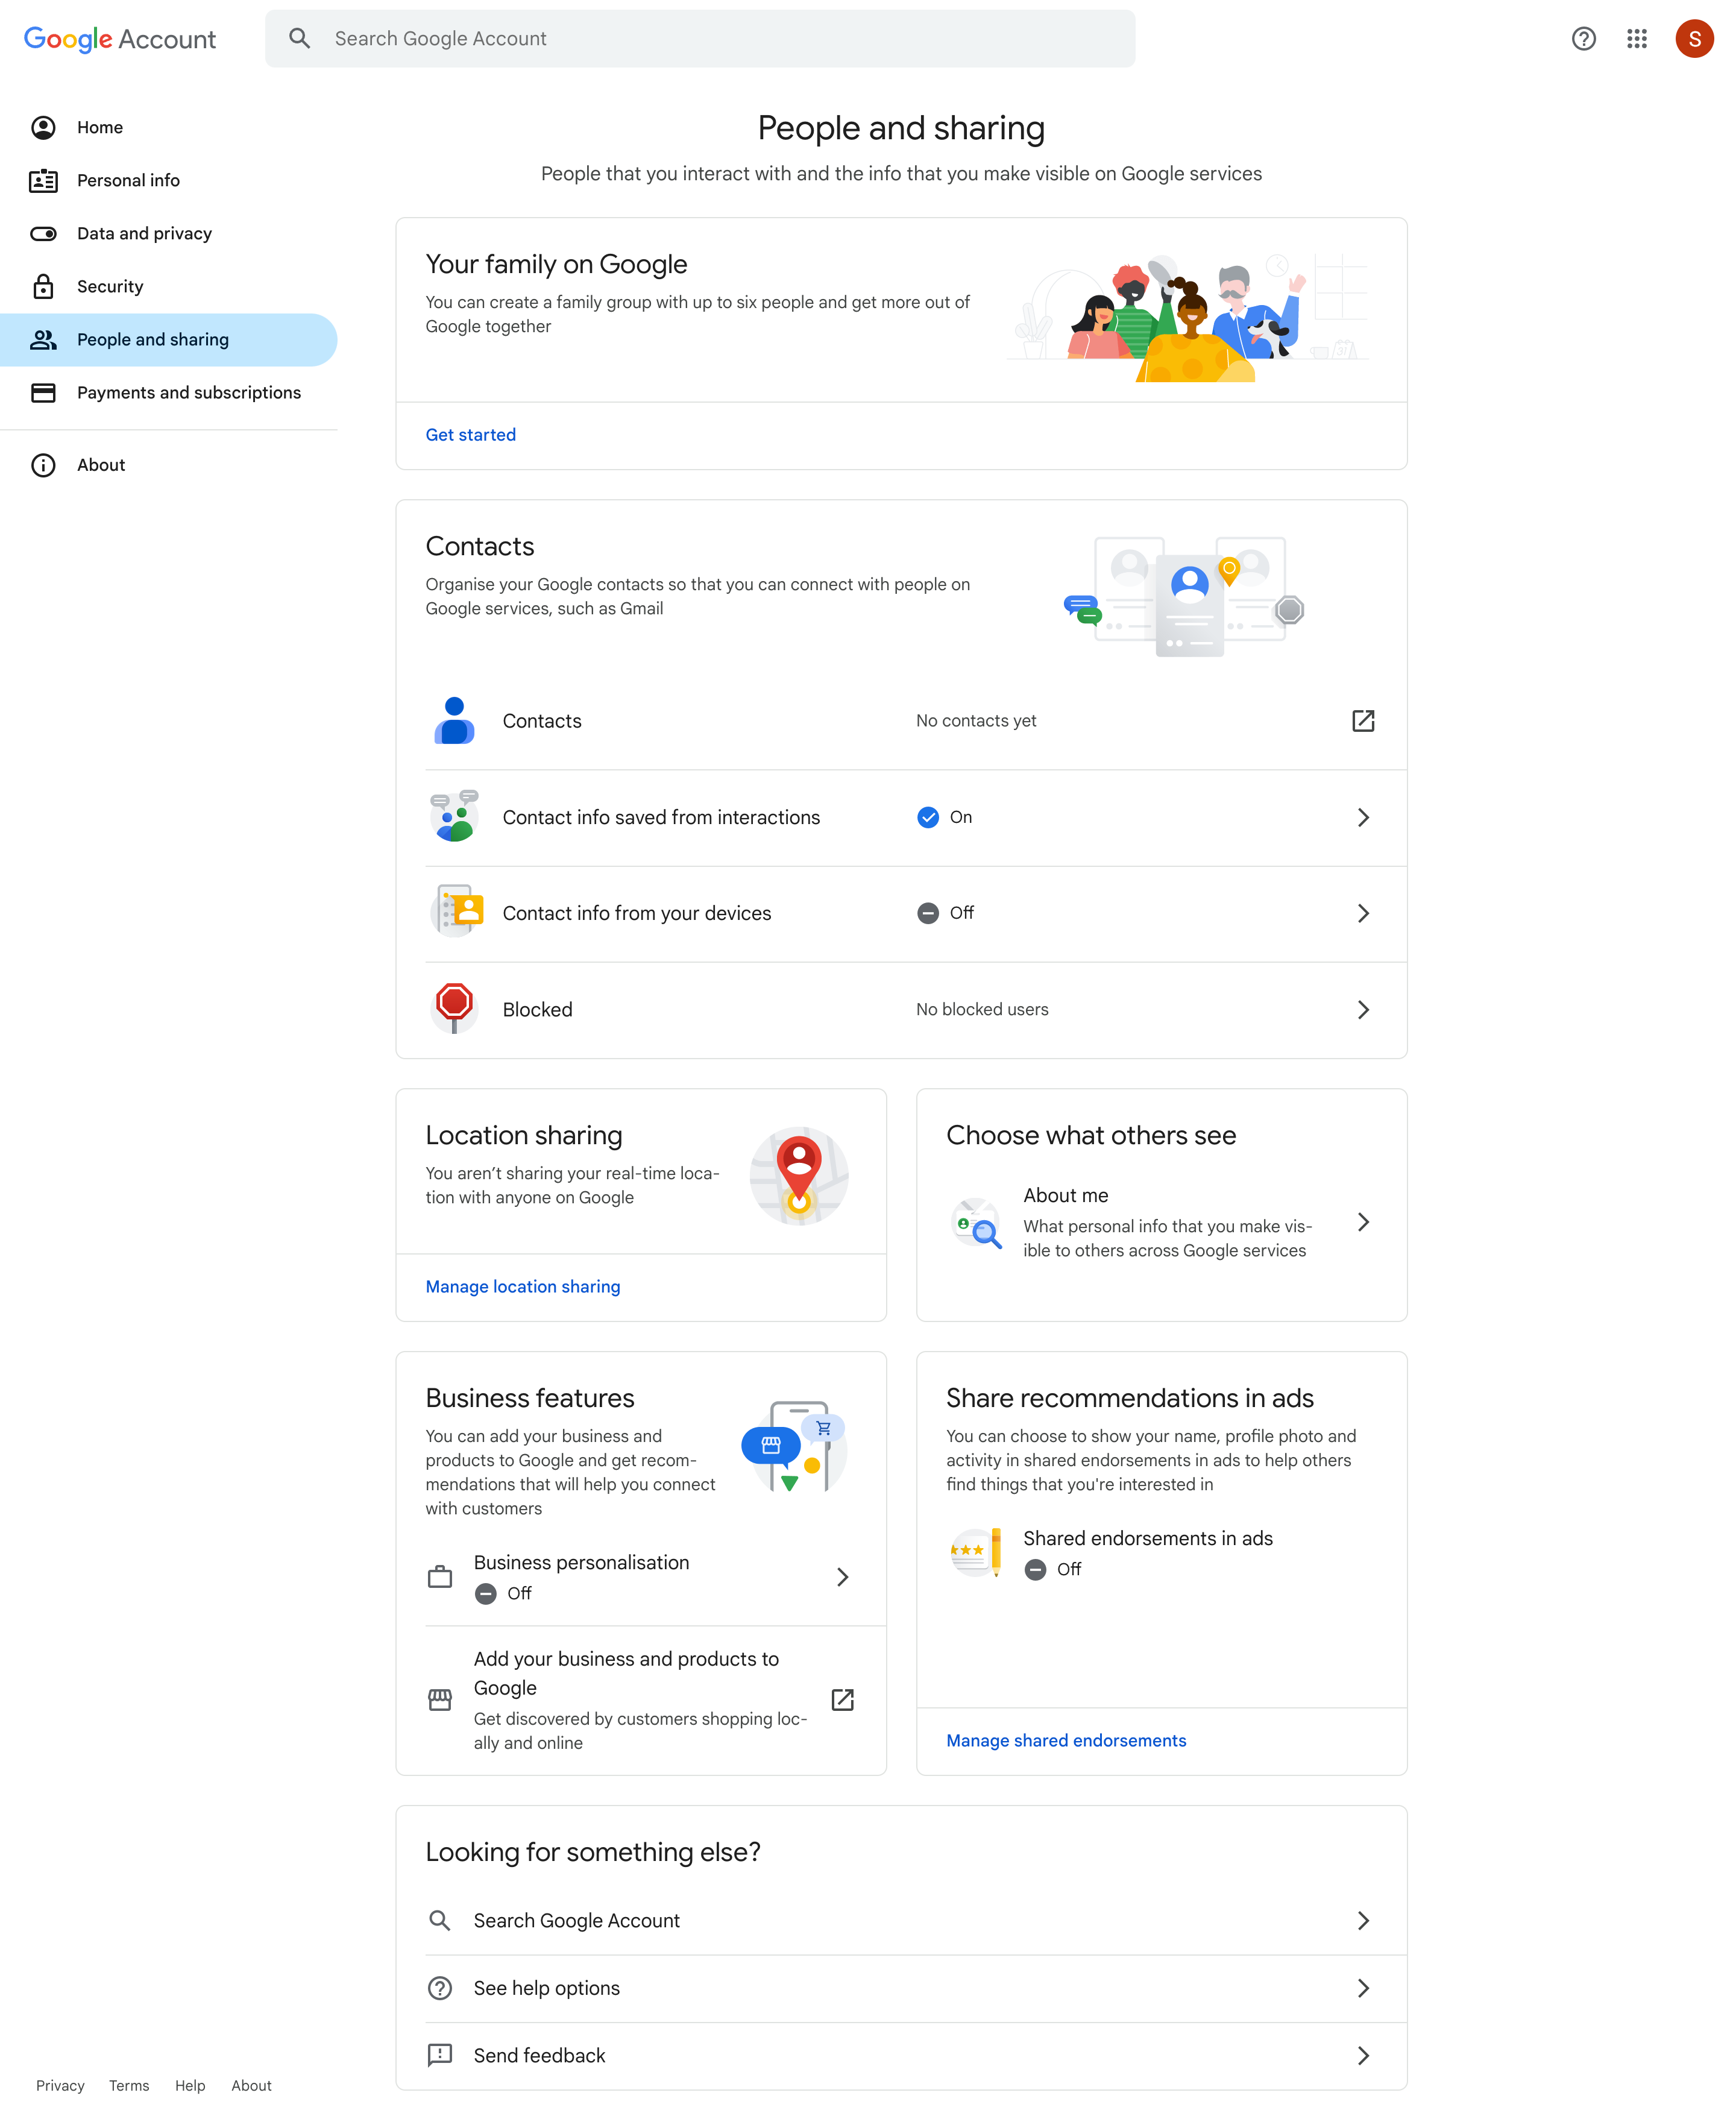 Google Account
Search Google Account
S
Home
Personal info
Data and privacy
Security
People and sharing
Payments and subscriptions
About
People and sharing
People that you interact with and the info that you make visible on Google services
Your family on Google
You can create a family group with up to six people and get more out of
Google together
31
Get started
Contacts
Organise your Google contacts so that you can connect with people on
Google services, such as Gmail
Contacts
No contacts yet
Contact info saved from interactions
On
Contact info from your devices
Off
Blocked
No blocked users
Location sharing
You aren’t sharing your real-time loca-
tion with anyone on Google
Manage location sharing
Choose what others see
About me
What personal info that you make vis-
ible to others across Google services
Business features
You can add your business and
products to Google and get recom-
mendations that will help you connect
with customers
Business personalisation
Off
Add your business and products to
Google
Get discovered by customers shopping loc-
ally and online
Share recommendations in ads
You can choose to show your name, profile photo and
activity in shared endorsements in ads to help others
find things that you're interested in
Shared endorsements in ads
Off
Manage shared endorsements
Looking for something else?
Search Google Account
See help options
Send feedback
Privacy
Terms
Help
About